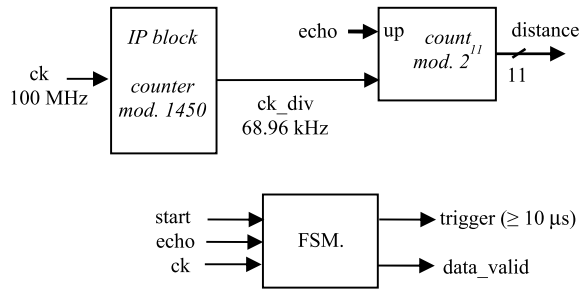 IP block
counter
mod. 1450
ck
100 MHz
ck_div
68.96 kHz
echo
up
count
mod. 2^11
distance
11
start
echo
ck
FSM.
trigger (≥ 10 μs)
data_valid